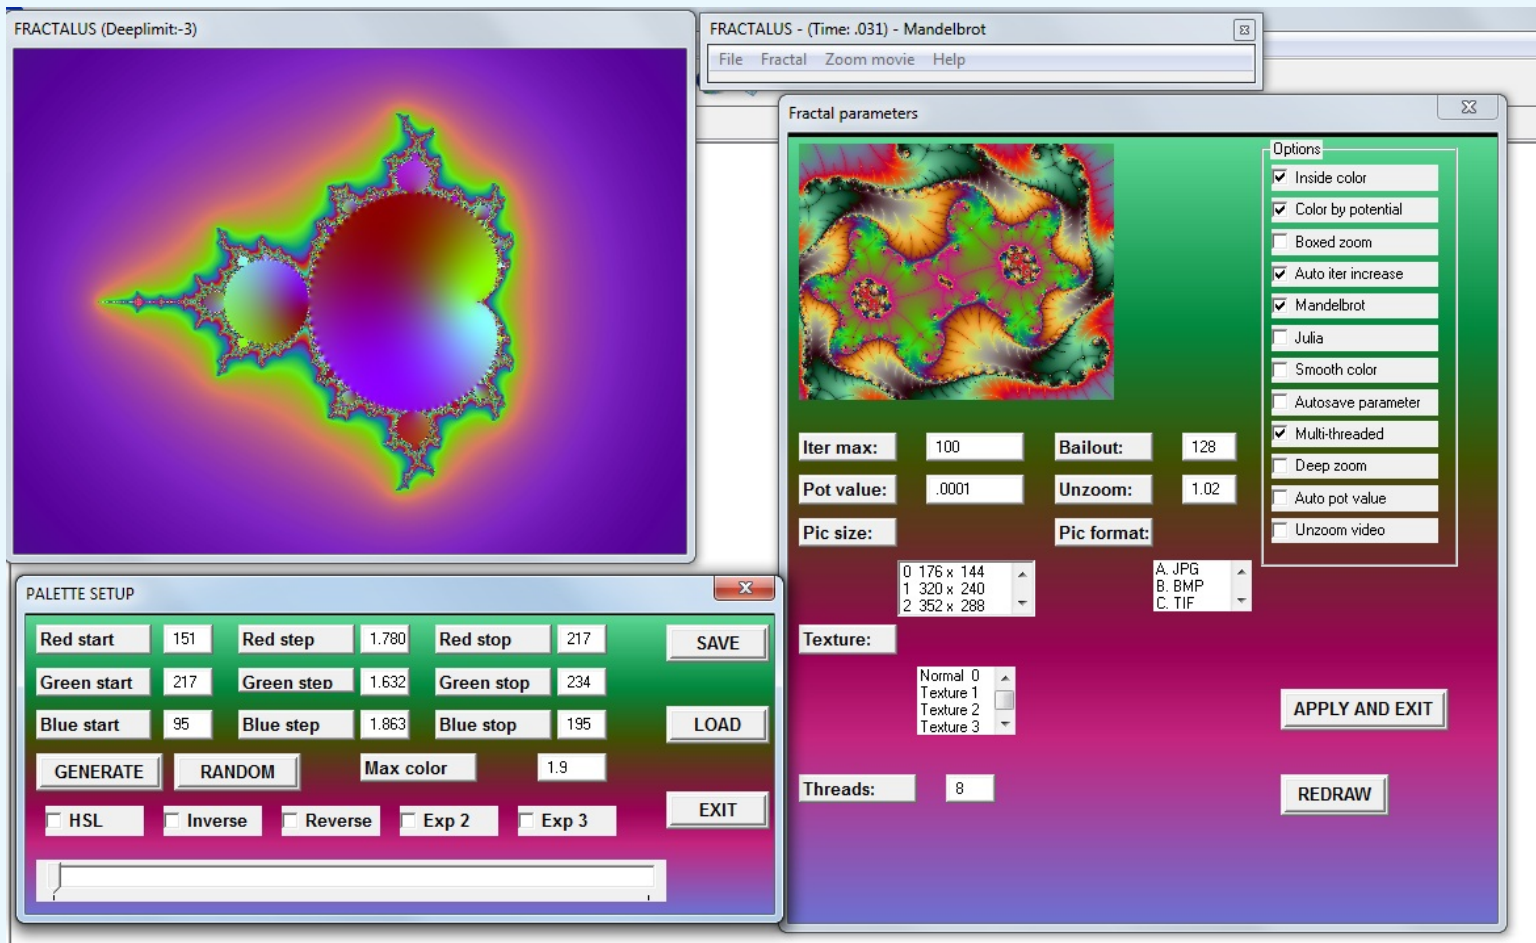 FRACTALUS (Deeplimit:-3)
FRACTALUS - (Time: .031) - Mandelbrot
File Fractal Zoom movie Help
Fractal parameters
Options
Inside color
Color by potential
Boxed zoom
Auto iter increase
Mandelbrot
Julia
Smooth color
Autosave parameter
Multi-threaded
Deep zoom
Auto pot value
Unzoom video
Iter max: 100 Bailout: 128
Pot value: .0001 Unzoom: 1.02
Pic size: Pic format:
0 176 x 144
1 320 x 240
2 352 x 288
A. JPG
B. BMP
C. TIF
Texture:
Normal 0
Texture 1
Texture 2
Texture 3
Threads: 8
APPLY AND EXIT
REDRAW
PALETTE SETUP
Red start 151 Red step 1.780 Red stop 217 SAVE
Green start 217 Green step 1.632 Green stop 234
Blue start 95 Blue step 1.863 Blue stop 195 LOAD
GENERATE RANDOM Max color 1.9
HSL Inverse Reverse Exp 2 Exp 3 EXIT